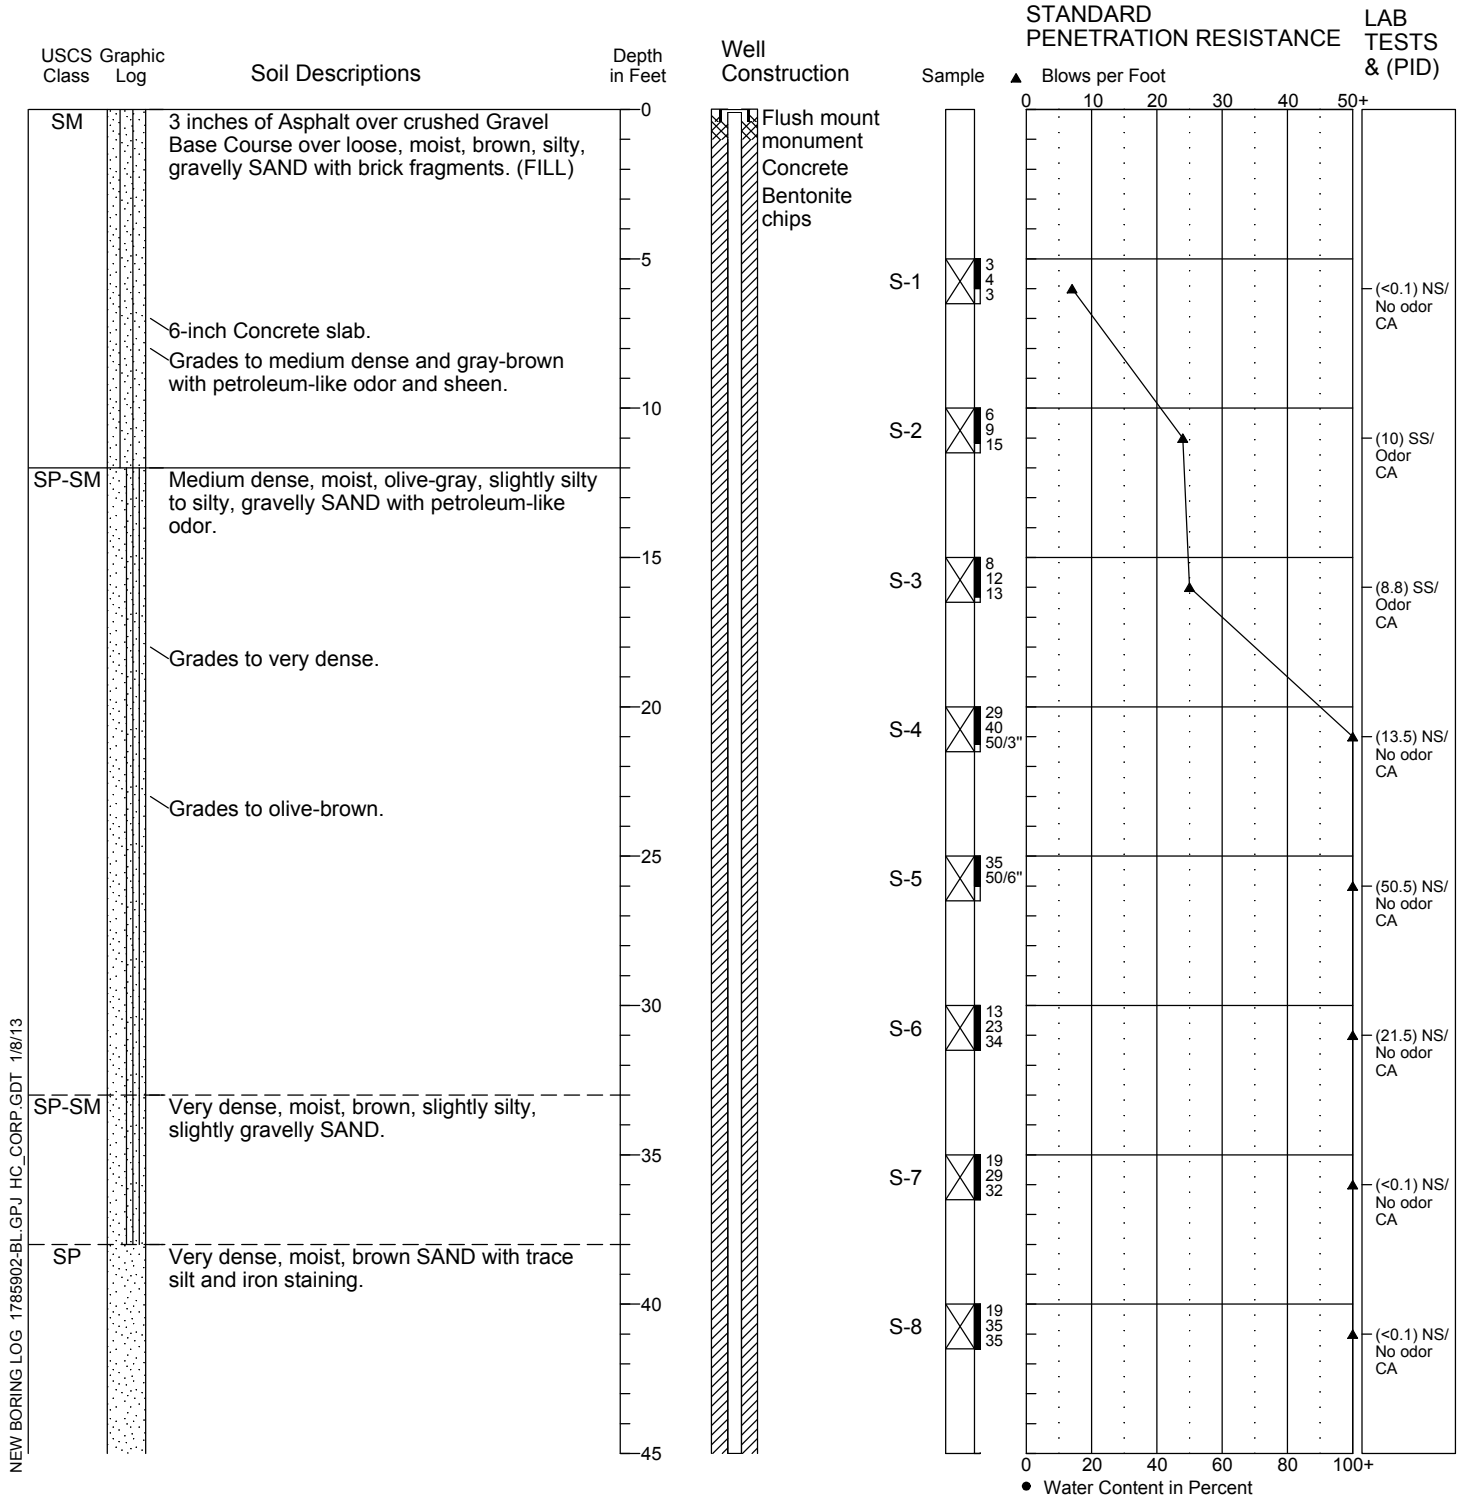 STANDARD
PENETRATION RESISTANCE
LAB
TESTS
& (PID)
USCS Graphic
Class Log
Soil Descriptions
Depth
in Feet
Well
Construction
Sample
▲ Blows per Foot
0 10 20 30 40 50+
SM
3 inches of Asphalt over crushed Gravel
Base Course over loose, moist, brown, silty,
gravelly SAND with brick fragments. (FILL)
0
Flush mount
monument
Concrete
Bentonite
chips
5
S-1
3
4
3
(<0.1) NS/
No odor
CA
6-inch Concrete slab.
Grades to medium dense and gray-brown
with petroleum-like odor and sheen.
10
S-2
6
9
15
(10) SS/
Odor
CA
SP-SM
Medium dense, moist, olive-gray, slightly silty
to silty, gravelly SAND with petroleum-like
odor.
15
S-3
8
12
13
(8.8) SS/
Odor
CA
Grades to very dense.
20
S-4
29
40
50/3"
(13.5) NS/
No odor
CA
Grades to olive-brown.
25
S-5
35
50/6"
(50.5) NS/
No odor
CA
30
S-6
13
23
34
(21.5) NS/
No odor
CA
SP-SM
Very dense, moist, brown, slightly silty,
slightly gravelly SAND.
35
S-7
19
29
32
(<0.1) NS/
No odor
CA
SP
Very dense, moist, brown SAND with trace
silt and iron staining.
40
S-8
19
35
35
(<0.1) NS/
No odor
CA
45
0 20 40 60 80 100+
● Water Content in Percent
NEW BORING LOG 1785902-BL.GPJ HC_CORP.GDT 1/8/13